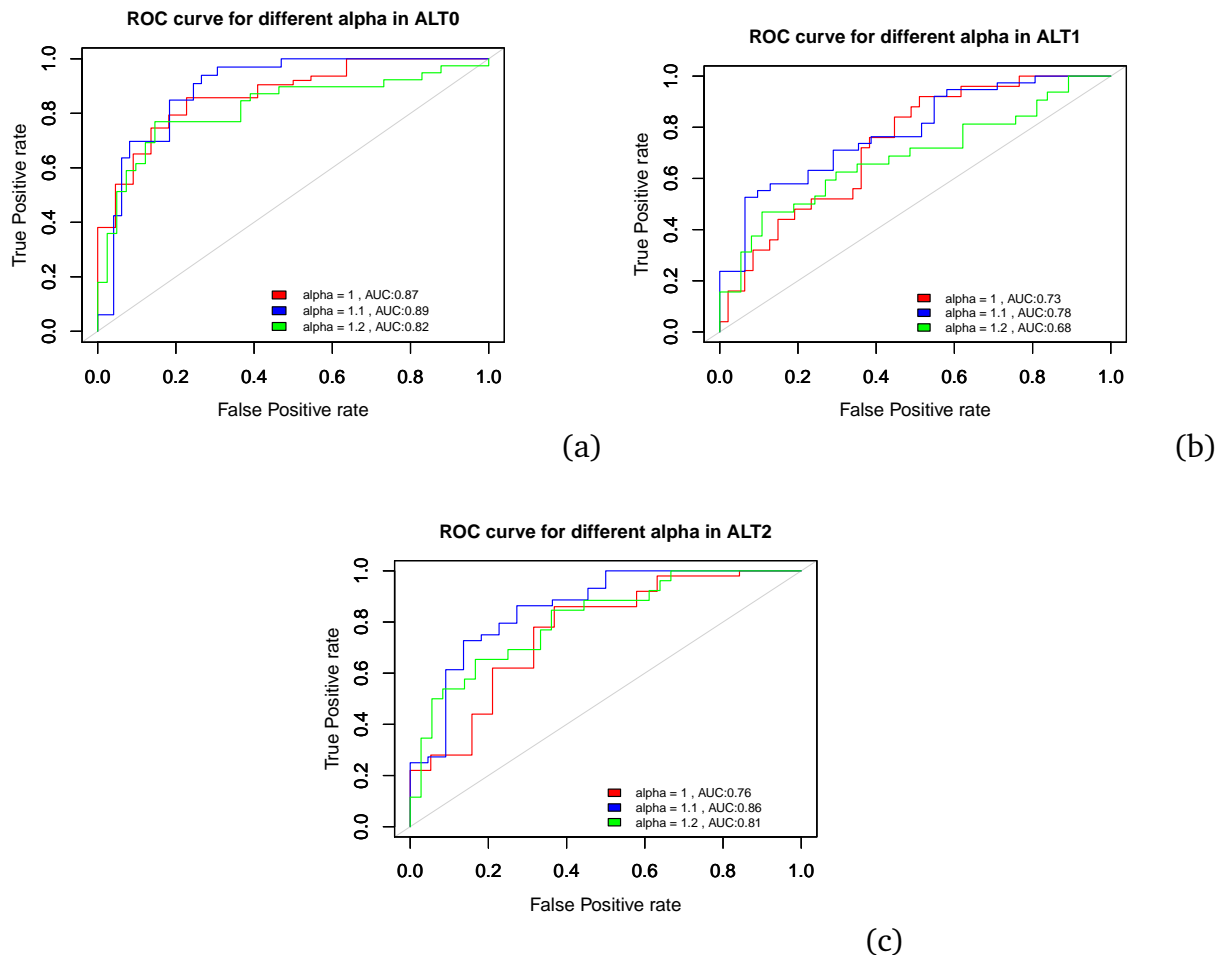 ROC curve for different alpha in ALT0
True Positive rate
0.0 0.2 0.4 0.6 0.8 1.0
alpha = 1 , AUC:0.87
alpha = 1.1 , AUC:0.89
alpha = 1.2 , AUC:0.82
0.0 0.2 0.4 0.6 0.8 1.0
False Positive rate
(a)
ROC curve for different alpha in ALT1
True Positive rate
0.0 0.2 0.4 0.6 0.8 1.0
alpha = 1 , AUC:0.73
alpha = 1.1 , AUC:0.78
alpha = 1.2 , AUC:0.68
0.0 0.2 0.4 0.6 0.8 1.0
False Positive rate
(b)
ROC curve for different alpha in ALT2
True Positive rate
0.0 0.2 0.4 0.6 0.8 1.0
alpha = 1 , AUC:0.76
alpha = 1.1 , AUC:0.86
alpha = 1.2 , AUC:0.81
0.0 0.2 0.4 0.6 0.8 1.0
False Positive rate
(c)